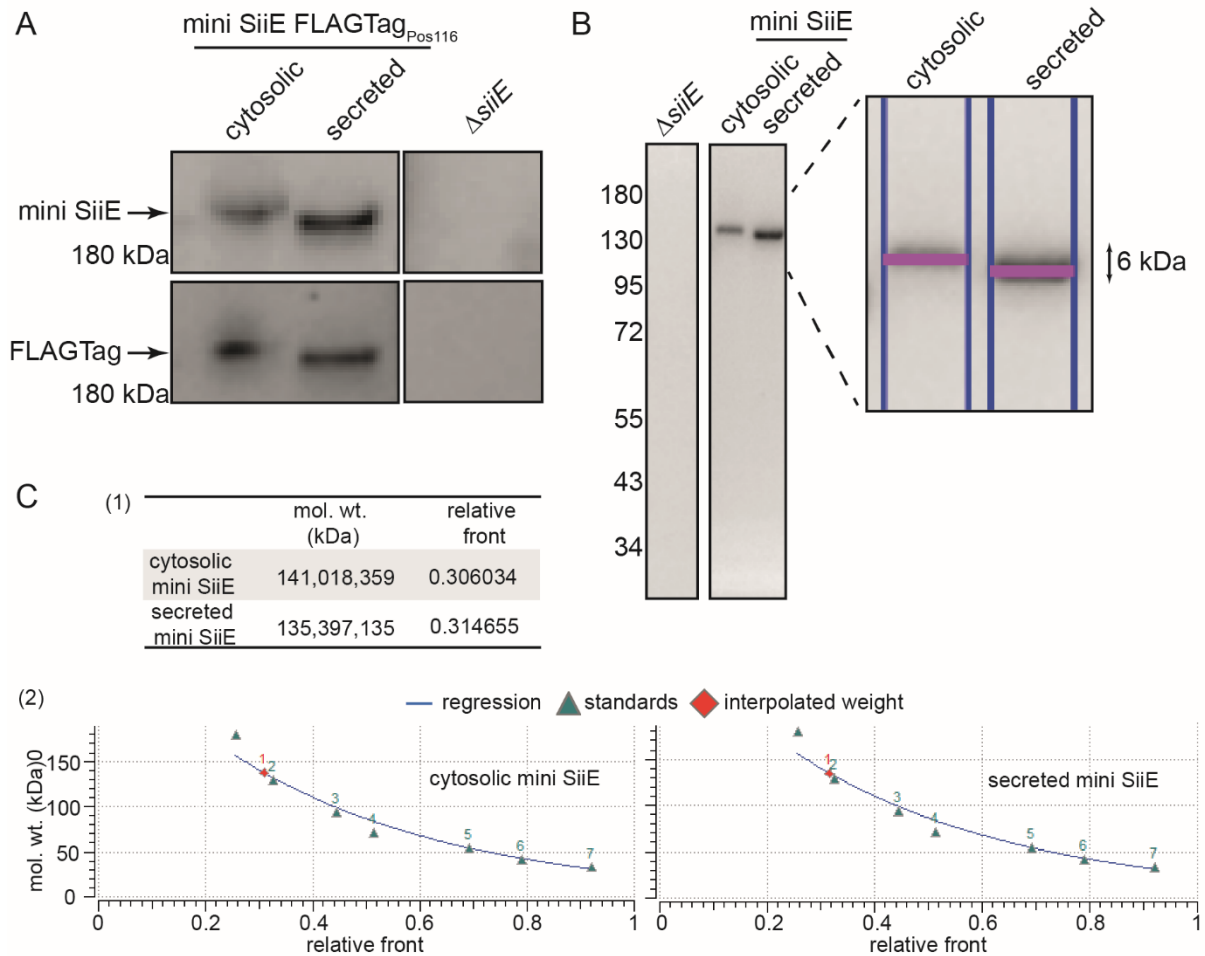 A
mini SiiE FLAGTagPos116
cytosolic
secreted
ΔsiiE
mini SiiE
180 kDa
FLAGTag
180 kDa
B
mini SiiE
ΔsiiE
cytosolic
secreted
cytosolic
secreted
180
130
95
72
55
43
34
6 kDa
C
(1)
mol. wt. relative
(kDa) front
cytosolic
mini SiiE 141,018,359 0.306034
secreted
mini SiiE 135,397,135 0.314655
(2)
regression standards interpolated weight
mol. wt. (kDa)0
150
100
50
0
1
2
3
4
5
6
7
cytosolic mini SiiE
0 0.2 0.4 0.6 0.8 1
relative front
1
2
3
4
5
6
7
secreted mini SiiE
0 0.2 0.4 0.6 0.8 1
relative front